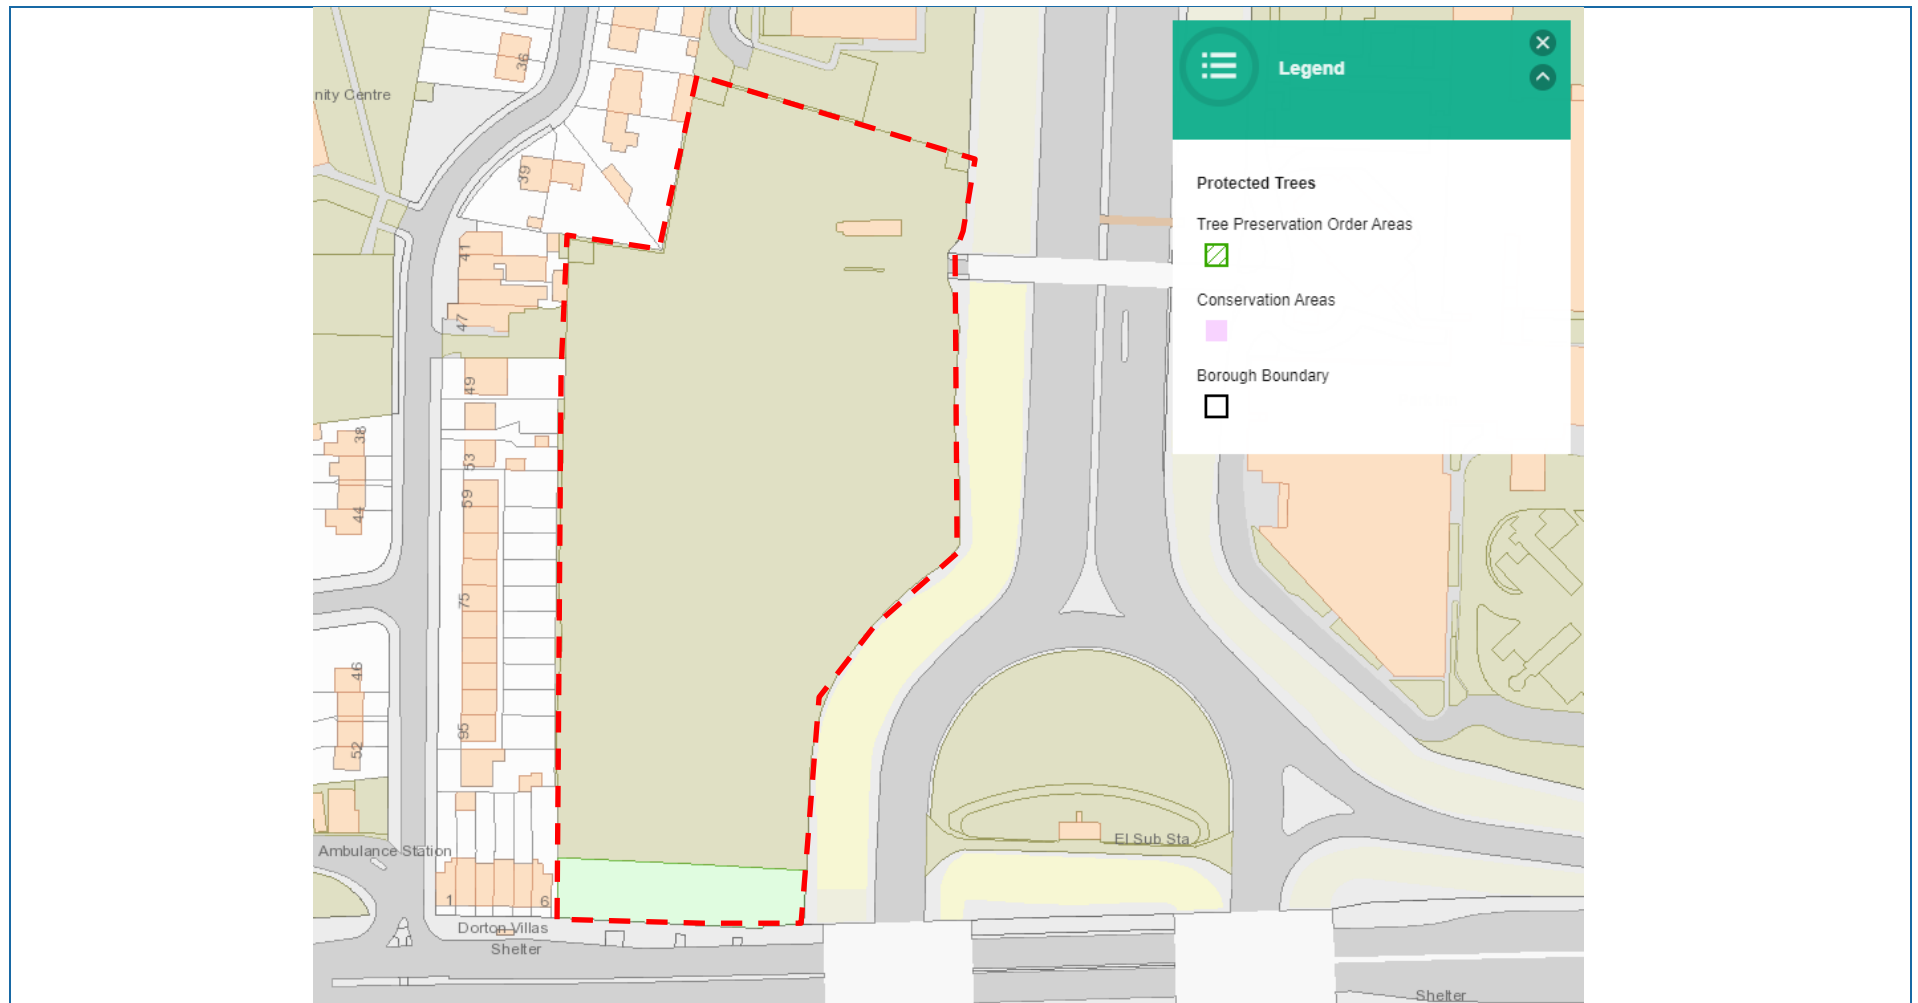 36
nity Centre
Legend
39
Protected Trees
Tree Preservation Order Areas
41
Conservation Areas
47
Borough Boundary
49
38
53
59
44
75
46
95
52
El Sub Sta
Ambulance Station
1
6
Dorton Villas
Shelter
Shelter